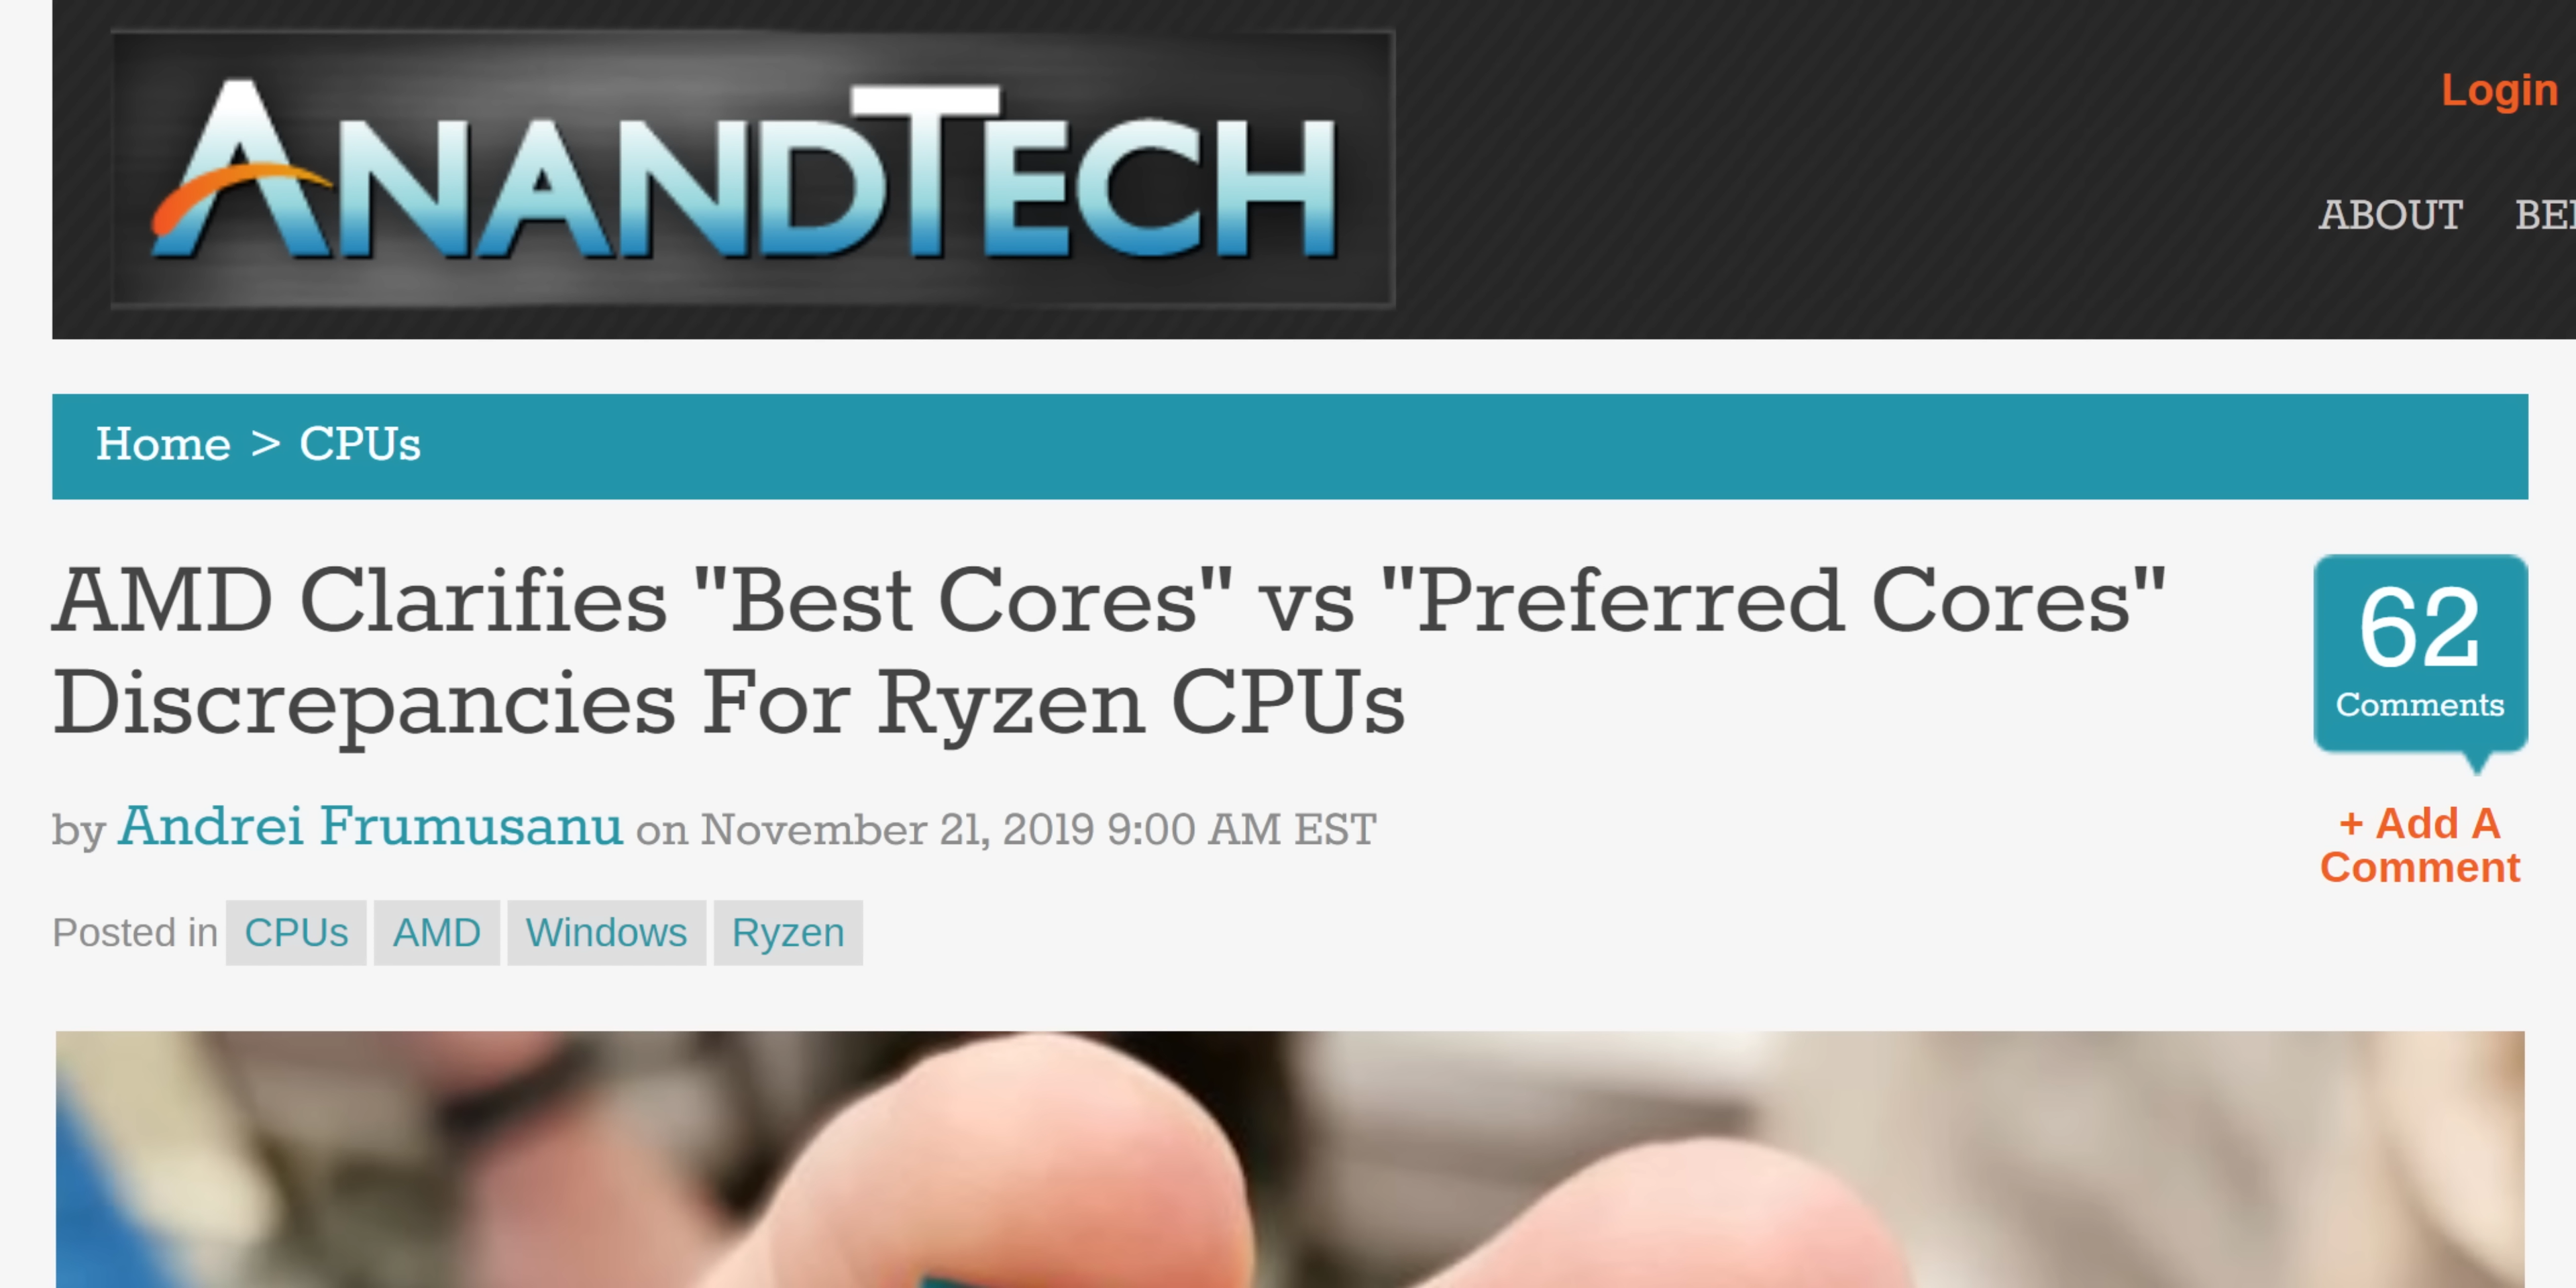 ANANDTECH
Login
ABOUT
Home > CPUs
AMD Clarifies "Best Cores" vs "Preferred Cores"
Discrepancies For Ryzen CPUs
62
Comments
by Andrei Frumusanu on November 21, 2019 9:00 AM EST
+ Add A
Comment
Posted in CPUs AMD Windows Ryzen